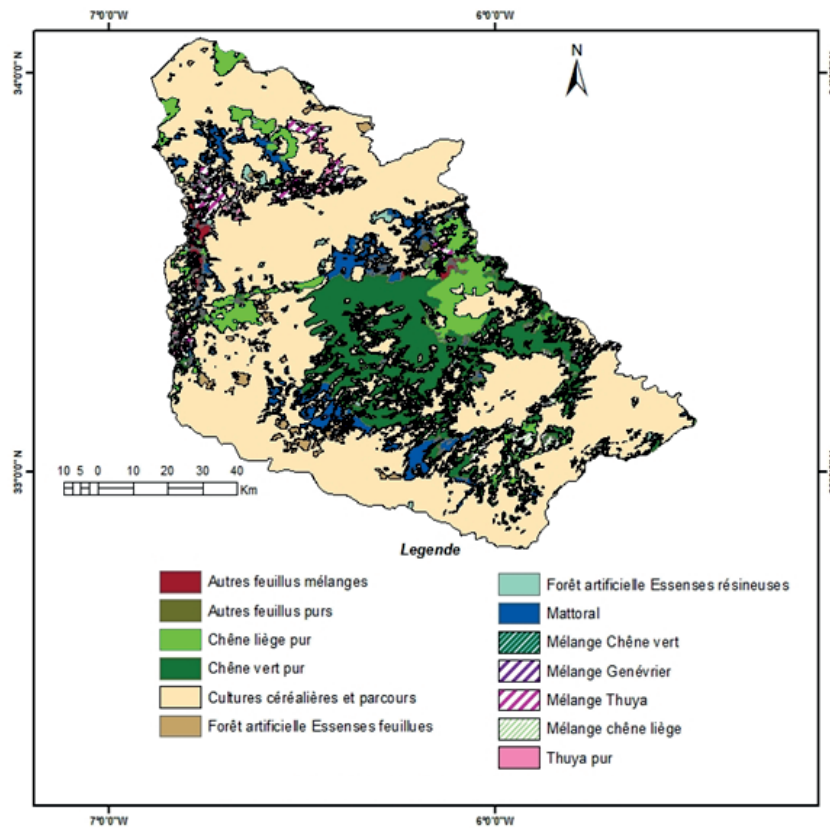 7°0'0"W 6°0'0"W
34°0'0"N
N
33°0'0"N
10 5 0 10 20 30 40
Km
Legende
Autres feuillus mélanges
Autres feuillus purs
Chêne liège pur
Chêne vert pur
Cultures céréalières et parcours
Forêt artificielle Essenses feuillues
Forêt artificielle Essenses résineuses
Mattoral
Mélange Chêne vert
Mélange Genévrier
Mélange Thuya
Mélange chêne liège
Thuya pur
7°0'0"W 6°0'0"W